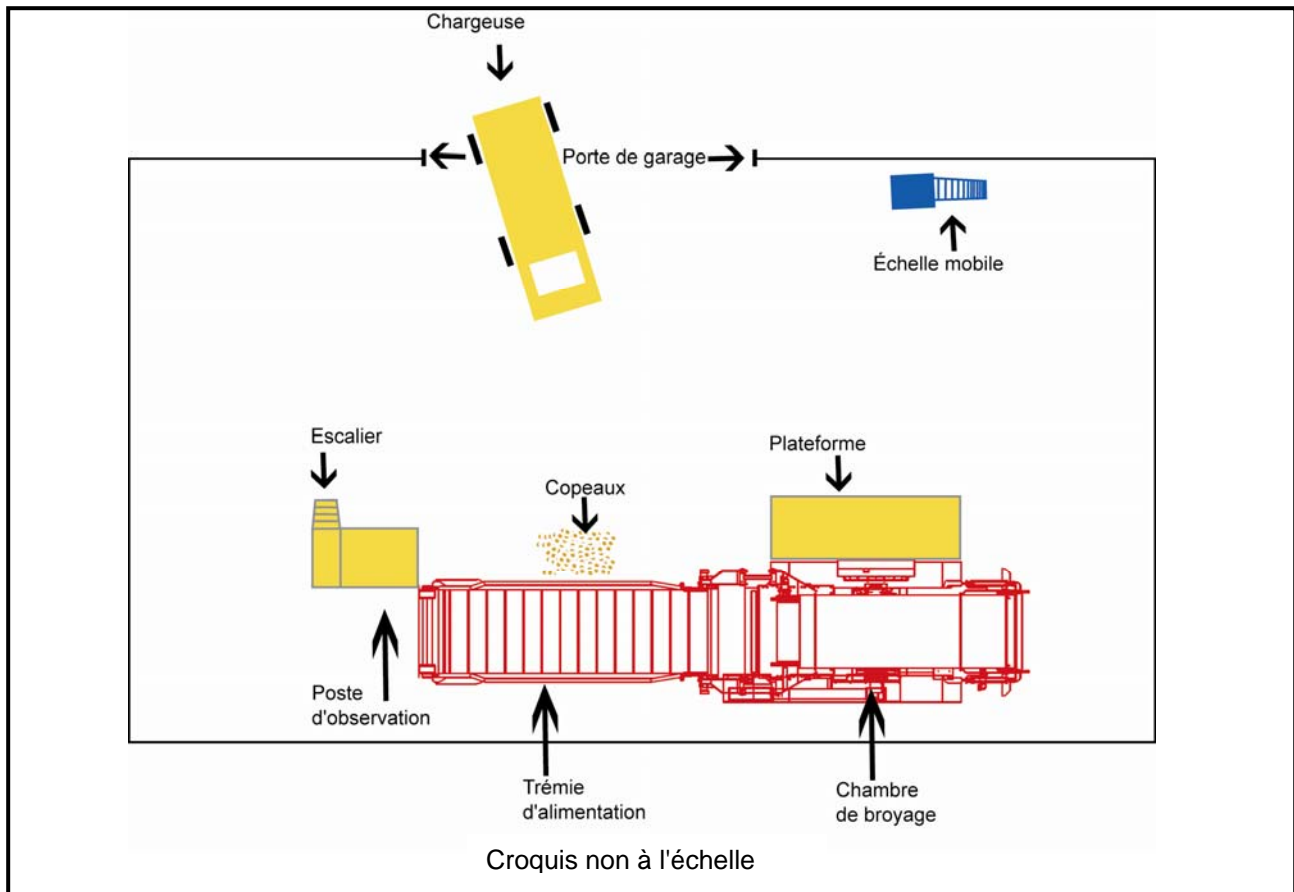 Chargeuse
Porte de garage
Échelle mobile
Escalier
Copeaux
Plateforme
Poste
d'observation
Trémie
d'alimentation
Chambre
de broyage
Croquis non à l'échelle